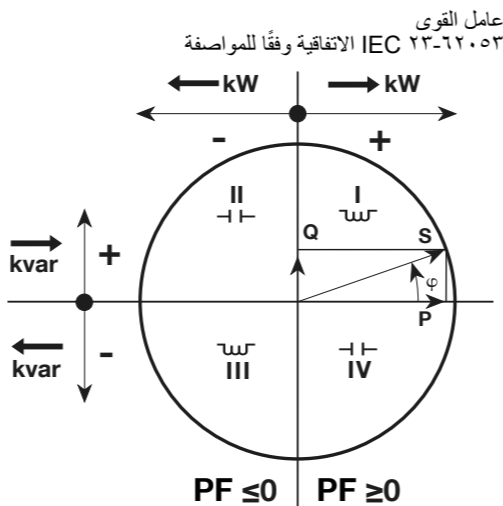 عامل القوى
الاتفاقية وفقًا للمواصفة IEC ٦٢٠٥٣-٢٣
kW kW
- +
II I
Q S
kvar + φ
P
kvar -
III IV
PF ≤0 PF ≥0